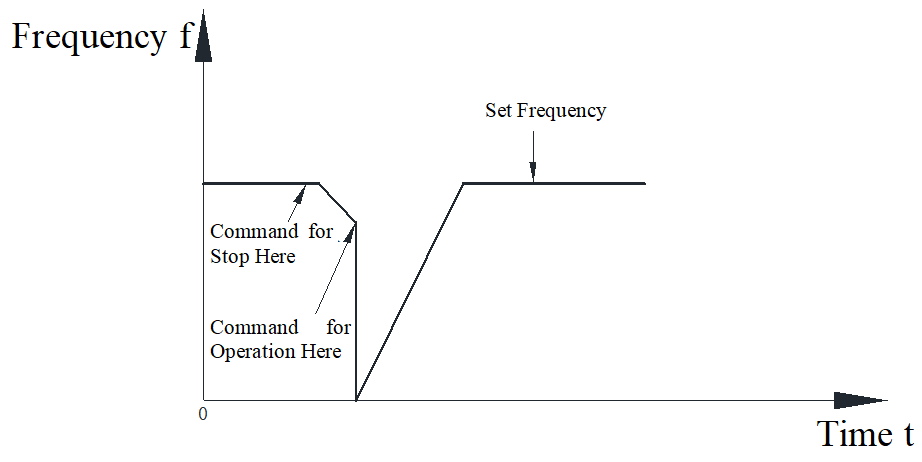 Frequency f
Set Frequency
Command for
Stop Here
Command for
Operation Here
0
Time t